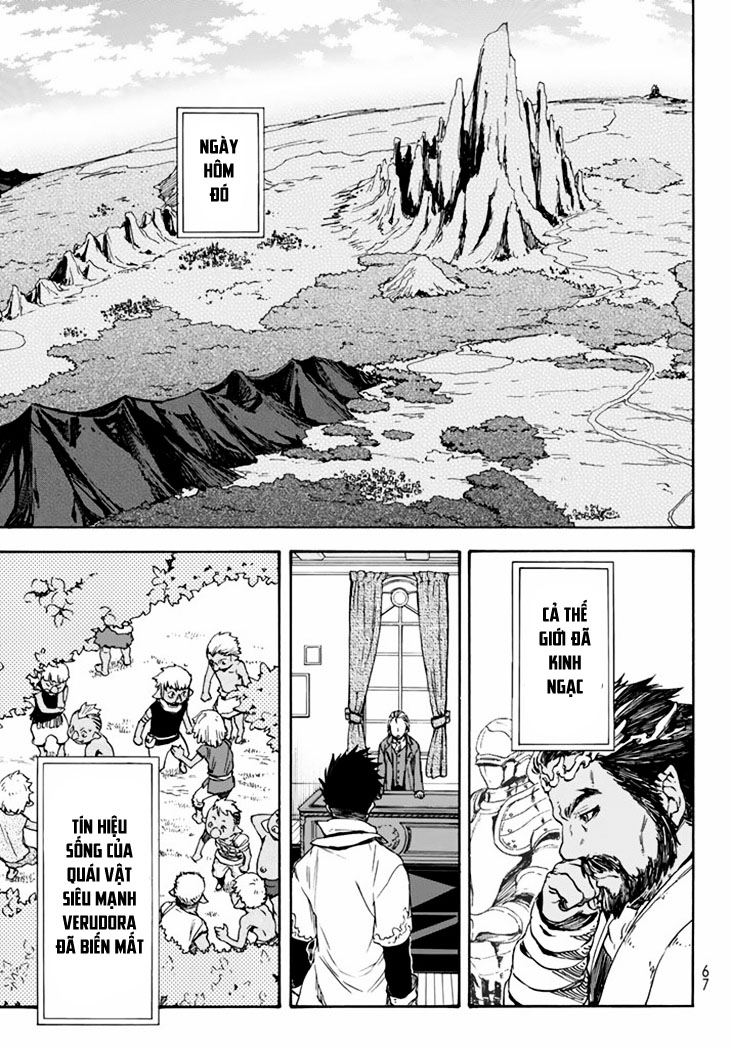 NGÀY
HÔM
ĐÓ
CẢ THẾ
GIỚI ĐÃ
KINH
NGẠC
TÍN HIỆU
SỐNG CỦA
QUÁI VẬT
SIÊU MẠNH
VERUDORA
ĐÃ BIẾN MẤT
67